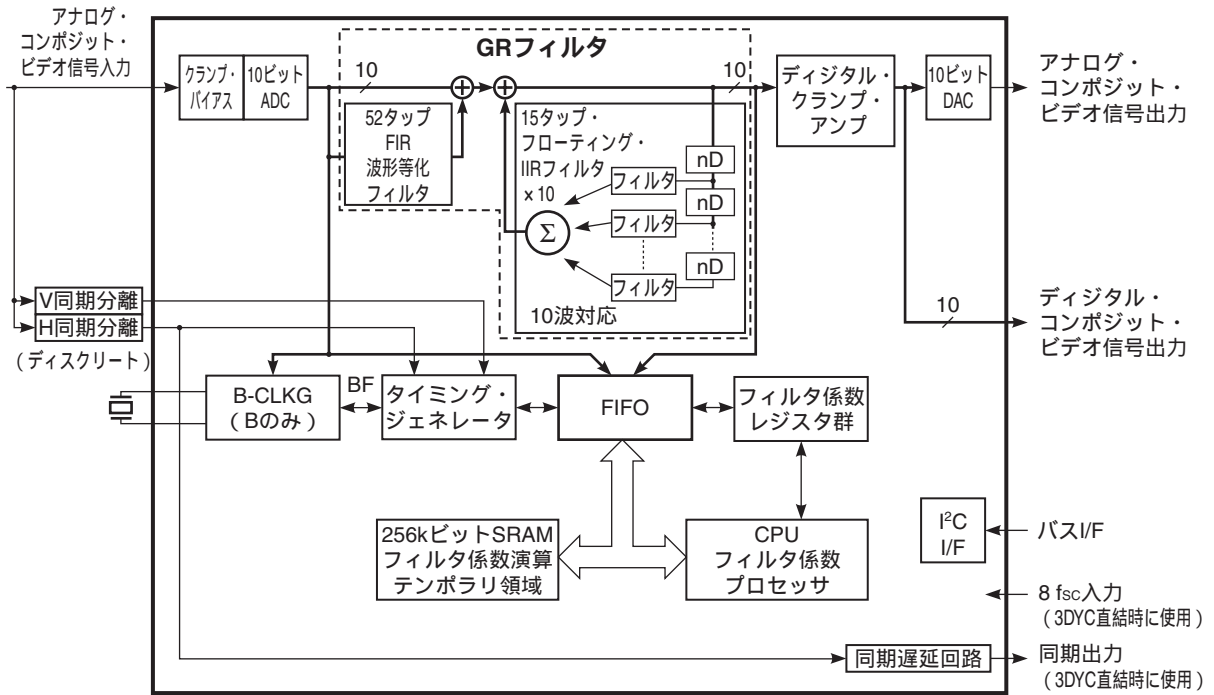 アナログ・
コンポジット・
ビデオ信号入力
クランプ・
バイアス
10ビット
ADC
10
GRフィルタ
52タップ
FIR
波形等化
フィルタ
15タップ・
フローティング・
IIRフィルタ
×10
nD
フィルタ
nD
フィルタ
Σ
nD
フィルタ
10波対応
10
ディジタル・
クランプ・
アンプ
10ビット
DAC
アナログ・
コンポジット・
ビデオ信号出力
10
ディジタル・
コンポジット・
ビデオ信号出力
V同期分離
H同期分離
(ディスクリート)
B-CLKG
(Bのみ)
BF
タイミング・
ジェネレータ
FIFO
フィルタ係数
レジスタ群
256kビットSRAM
フィルタ係数演算
テンポラリ領域
CPU
フィルタ係数
プロセッサ
I²C
I/F
バスI/F
8 fsc入力
(3DYC直結時に使用)
同期遅延回路
同期出力
(3DYC直結時に使用)